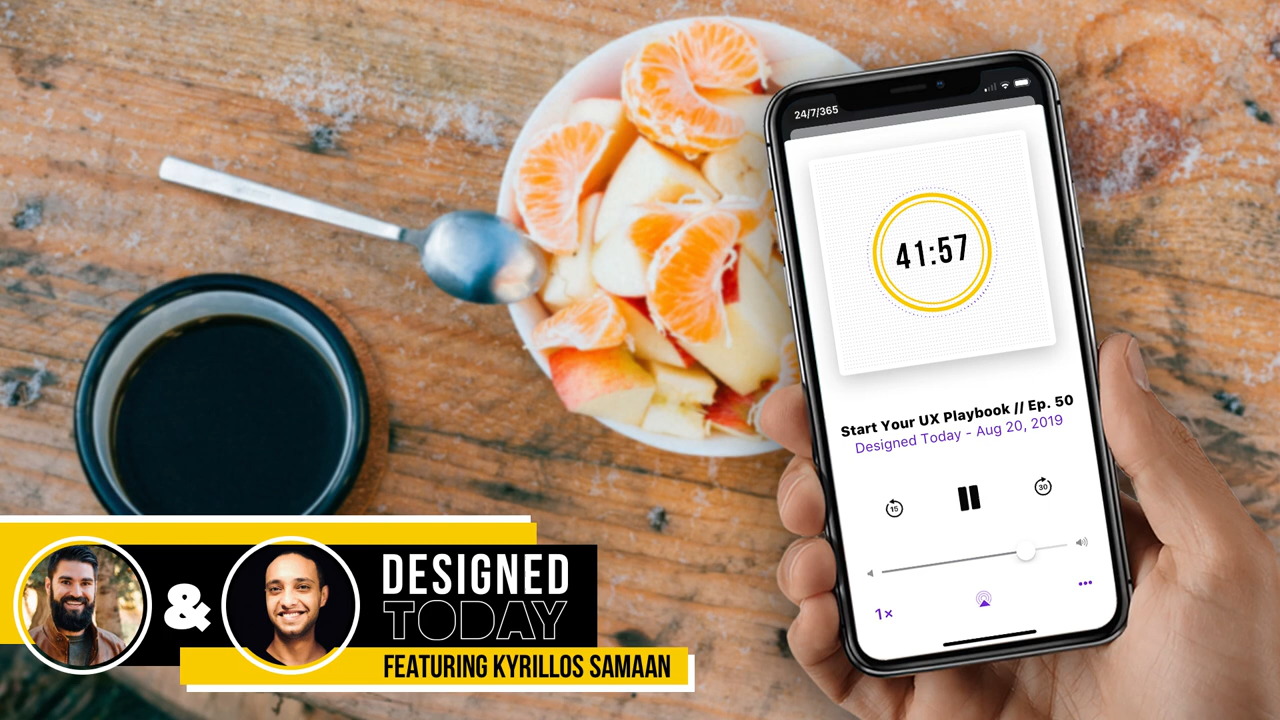 24/7/365
41:57
Start Your UX Playbook // Ep. 50
Designed Today - Aug 20, 2019
15
30
1×
&
DESIGNED
TODAY
FEATURING KYRILLOS SAMAAN